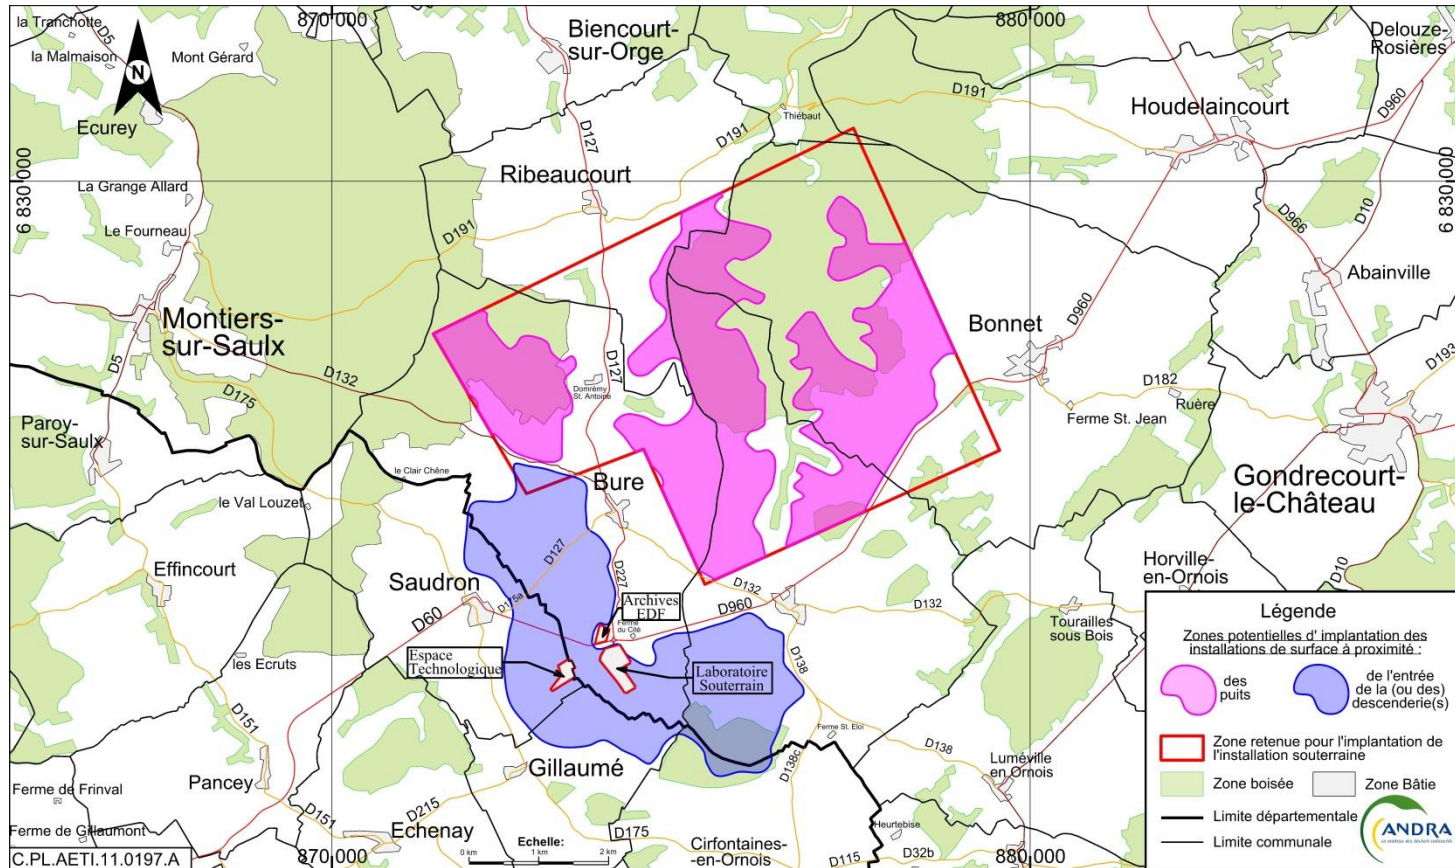 870 000
880 000
la Tranchotte
D5
la Malmaison
Mont Gérard
N
Ecurey
Biencourt-
sur-Orge
Delouze-
Rosières
D191
Thiébaut
Houdelaincourt
D960
D127
D191
Ribeaucourt
6 830 000
6 830 000
La Grange Allard
Le Fourneau
D191
D966
D10
Abainville
Montiers-
sur-Saulx
D5
D132
D175
D127
Domrémy
St. Antoine
Bonnet
D960
D193
D182
Ferme St. Jean
Ruère
Paroy-
sur-Saulx
le Clair Chêne
le Val Louzet
Bure
Gondrecourt-
le-Château
D127
D227
Effincourt
Saudron
D175a
D132
D960
D132
Horville-
en-Ornois
D10
Tourailles
sous Bois
D60
Archives
EDF
Ferme
du Cité
les Ecruts
Espace
Technologique
Laboratoire
Souterrain
D138
Ferme St. Eloi
D138
D138c
Luméville
en Ornois
D151
Pancey
Gillaumé
Ferme de Frinval
Ferme de Gillaumont
D151
D215
Echenay
D175
Cirfontaines-
-en-Ornois
Heurtebise
D115
D32b
Echelle:
0 km
1 km
2 km
870 000
880 000
C.PL.AETI.11.0197.A
Légende
Zones potentielles d' implantation des
installations de surface à proximité :
des
puits
de l'entrée
de la (ou des)
descenderie(s)
Zone retenue pour l'implantation de
l'installation souterraine
Zone boisée
Zone Bâtie
Limite départementale
Limite communale
ANDRA